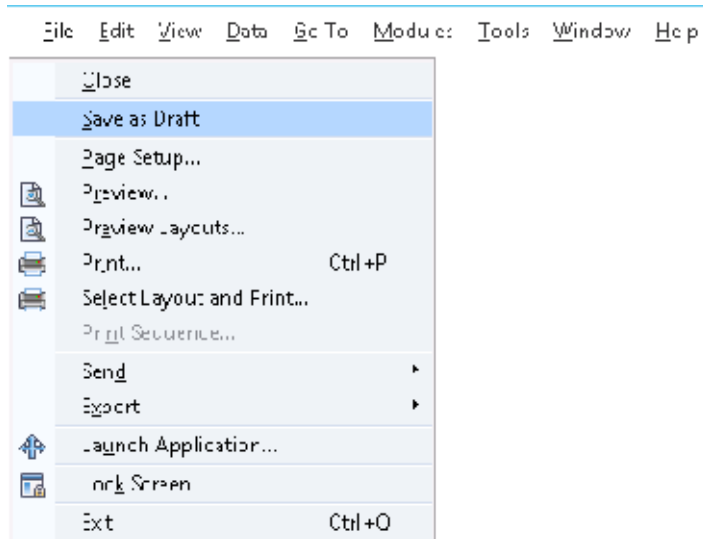 File Edit View Data Go To Modules Tools Window Help
Close
Save as Draft
Page Setup...
Preview...
Preview Layouts...
Print... Ctrl+P
Select Layout and Print...
Print Sequence...
Send
Export
Launch Application...
Lock Screen
Exit Ctrl+Q